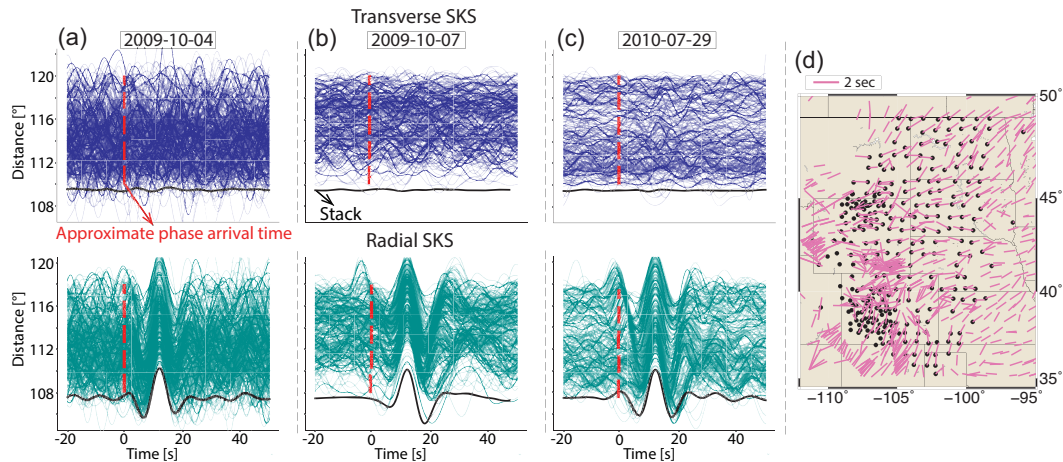 Transverse SKS
(a)
2009-10-04
(b)
2009-10-07
(c)
2010-07-29
(d)
2 sec
Distance [°]
120
116
112
108
Stack
Approximate phase arrival time
Radial SKS
Distance [°]
120
116
112
108
-20
0
20
40
Time [s]
-20
0
20
40
Time [s]
-20
0
20
40
Time [s]
50°
45°
40°
35°
−110°
−105°
−100°
−95°